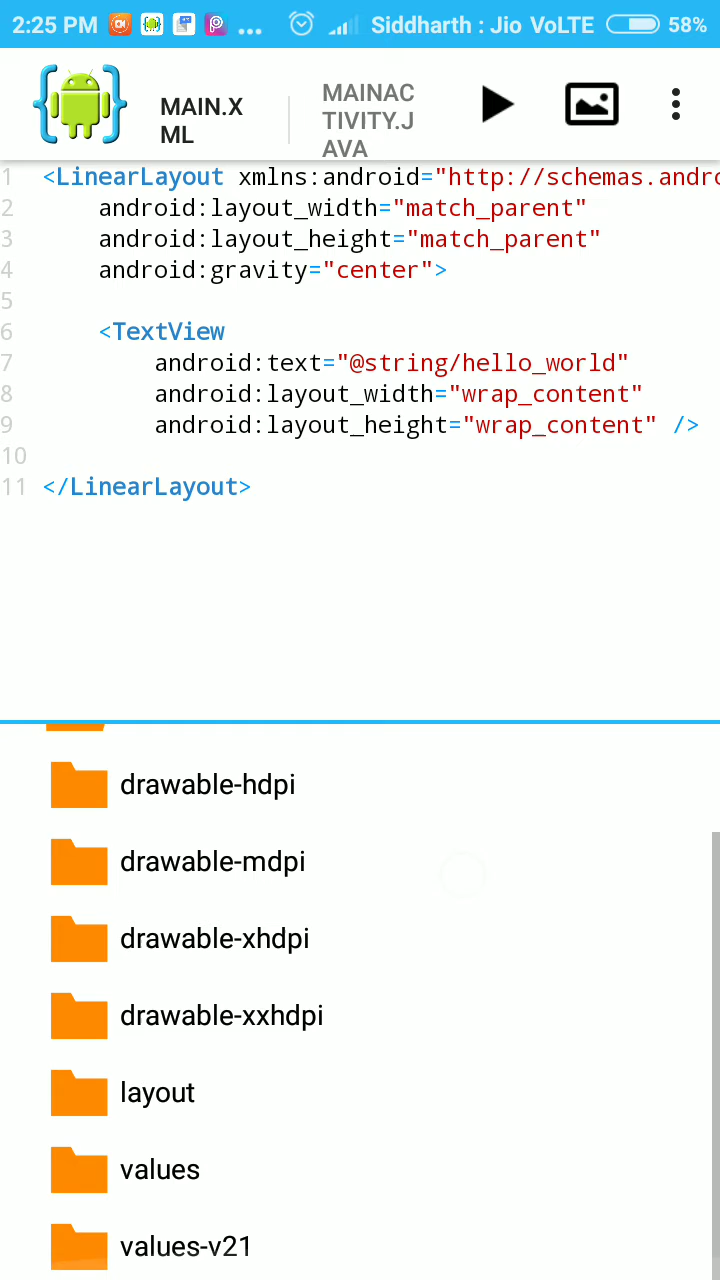 2:25 PM ... Siddharth : Jio VoLTE 58%
MAIN.X
ML
MAINAC
TIVITY.J
AVA
1 <LinearLayout xmlns:android="http://schemas.andro
2 android:layout_width="match_parent"
3 android:layout_height="match_parent"
4 android:gravity="center">
5
6 <TextView
7 android:text="@string/hello_world"
8 android:layout_width="wrap_content"
9 android:layout_height="wrap_content" />
10
11 </LinearLayout>
drawable-hdpi
drawable-mdpi
drawable-xhdpi
drawable-xxhdpi
layout
values
values-v21